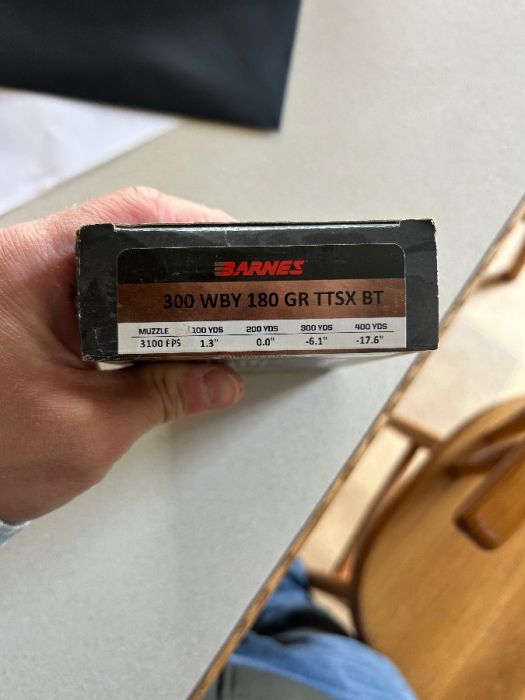 BARNES
300 WBY 180 GR TTSX BT
MUZZLE 100 YDS 200 YDS 300 YDS 400 YDS
3100 FPS 1.3" 0.0" -6.1" -17.6"